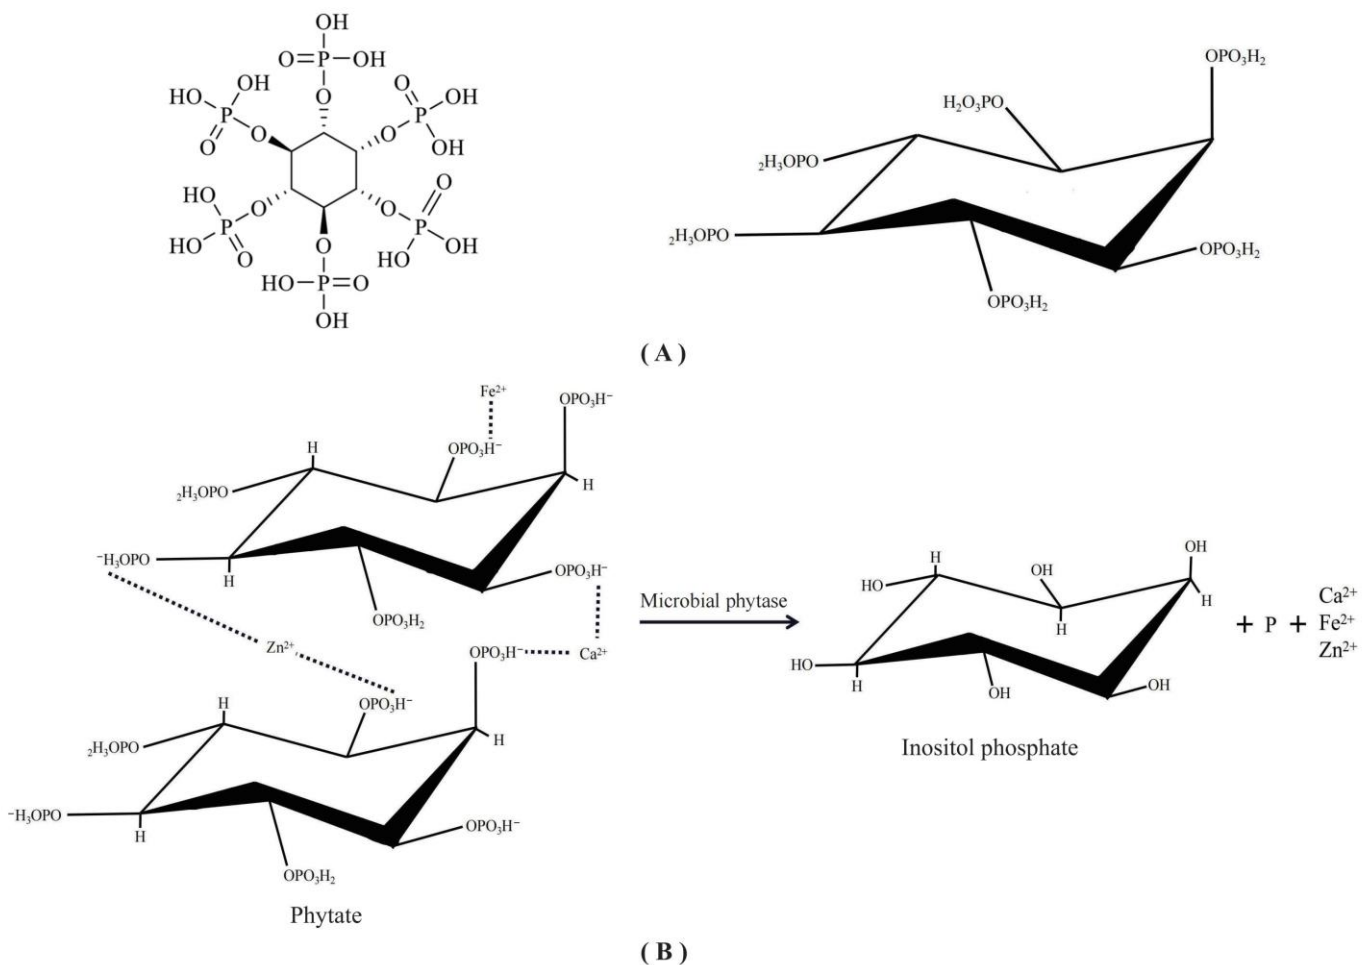 OH
O=P–OH
O
HO OH
HO–P
O
O
O
P–OH
OH
O
HO
HO–P
O
O
O
O
P–OH
HO
O
HO–P=O
OH
OPO₃H₂
H₂O₃PO
₂H₃OPO
₂H₃OPO
OPO₃H₂
OPO₃H₂
( A )
Fe²⁺
OPO₃H⁻
H
OPO₃H⁻
₂H₃OPO
H
⁻H₃OPO
H
OPO₃H⁻
OPO₃H₂
Zn²⁺
OPO₃H⁻
Ca²⁺
H
OPO₃H⁻
₂H₃OPO
H
⁻H₃OPO
H
OPO₃H⁻
OPO₃H₂
Phytate
Microbial phytase
OH
H
OH
HO
H
H
HO
H
OH
OH
Inositol phosphate
+ P +
Ca²⁺
Fe²⁺
Zn²⁺
( B )